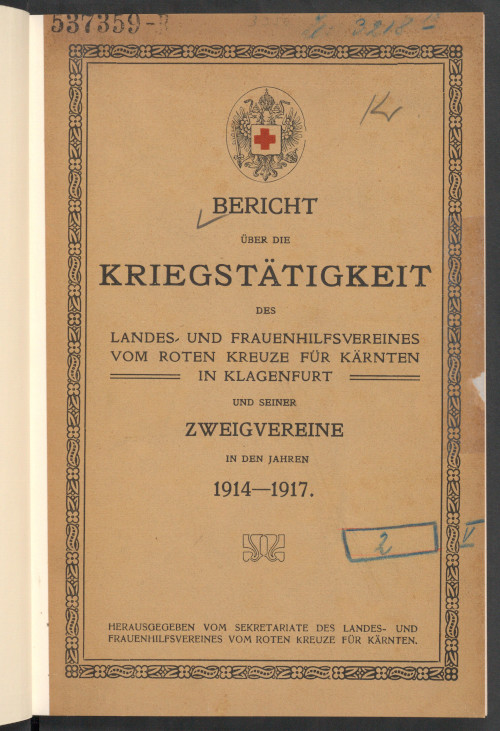 537359-
3218
Kr
BERICHT
ÜBER DIE
KRIEGSTÄTIGKEIT
DES
LANDES- UND FRAUENHILFSVEREINES
VOM ROTEN KREUZE FÜR KÄRNTEN
IN KLAGENFURT
UND SEINER
ZWEIGVEREINE
IN DEN JAHREN
1914—1917.
2 V
HERAUSGEGEBEN VOM SEKRETARIATE DES LANDES- UND
FRAUENHILFSVEREINES VOM ROTEN KREUZE FÜR KÄRNTEN.